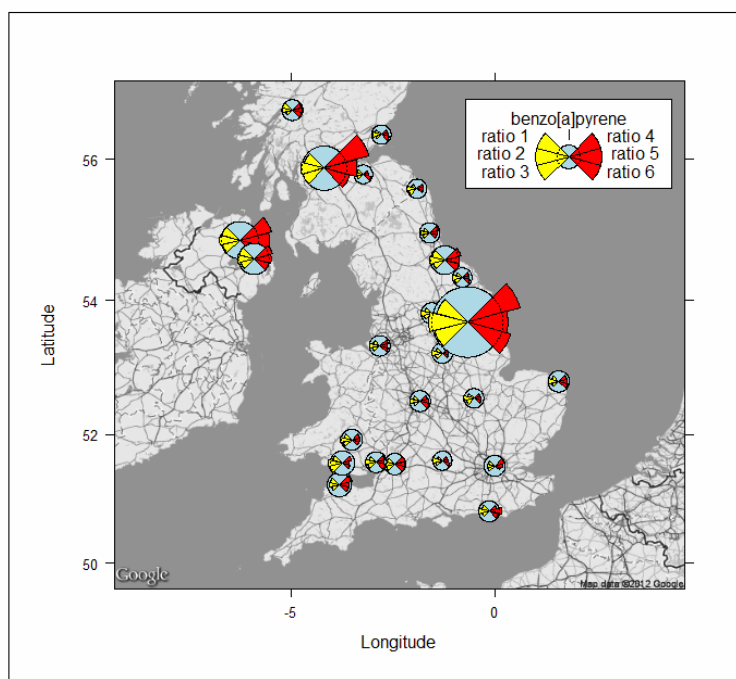 benzo[a]pyrene
ratio 1 ratio 4
ratio 2 ratio 5
ratio 3 ratio 6
56
54
52
50
Latitude
Google
Map data ©2012 Google
-5 0
Longitude